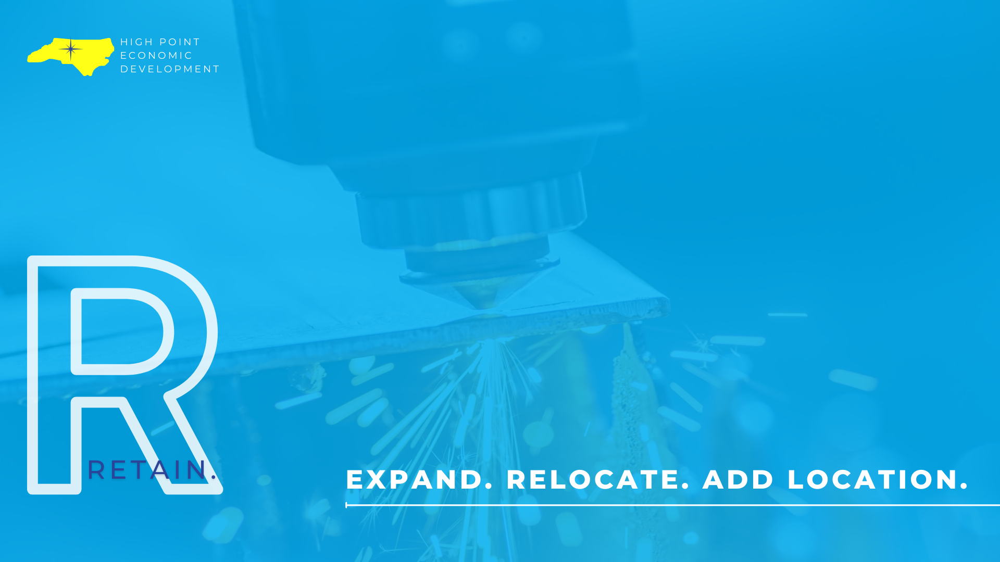 HIGH POINT
ECONOMIC
DEVELOPMENT
R
RETAIN.
EXPAND. RELOCATE. ADD LOCATION.